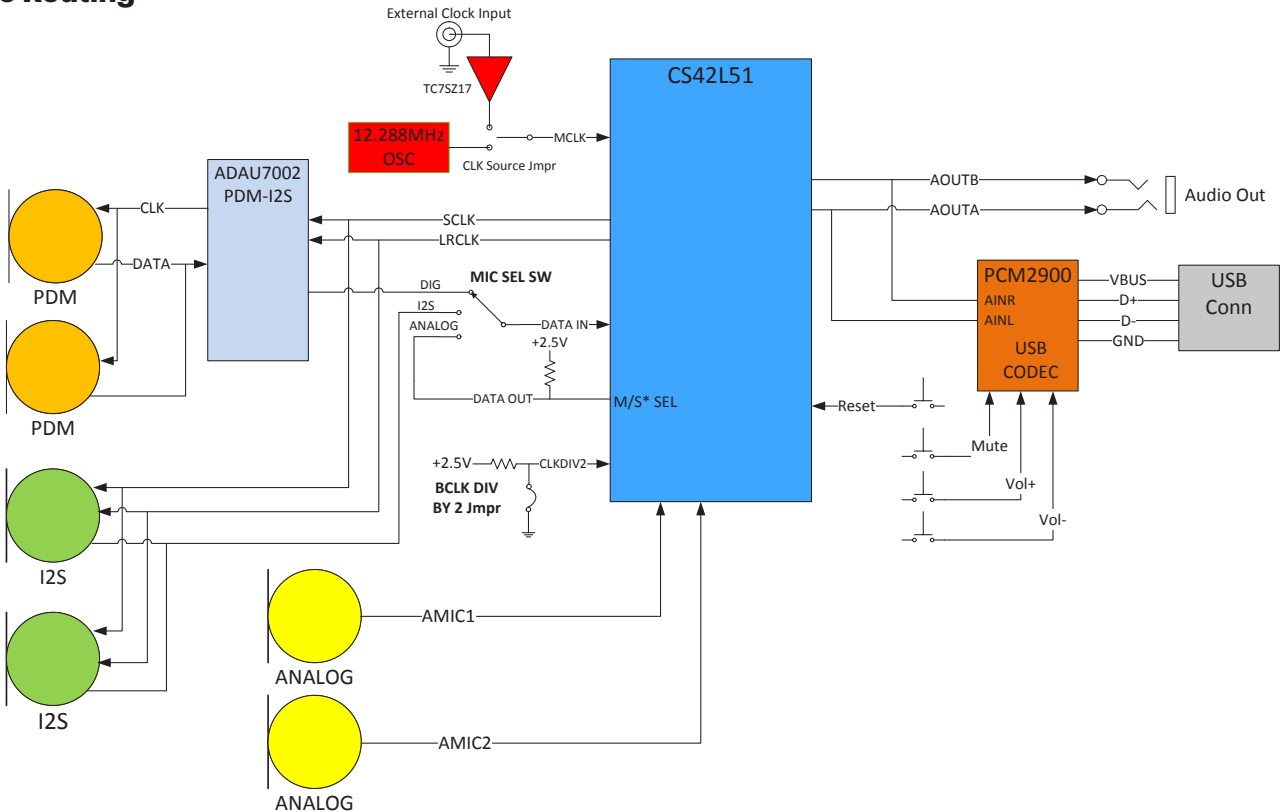 External Clock Input
CS42L51
TC7SZ17
12.288MHz
OSC
MCLK
CLK Source Jmpr
ADAU7002
PDM-I2S
CLK
DATA
PDM
PDM
SCLK
LRCLK
MIC SEL SW
DIG
I2S
ANALOG
DATA IN
+2.5V
DATA OUT
M/S* SEL
+2.5V
CLKDIV2
BCLK DIV
BY 2 Jmpr
AOUTB
AOUTA
Audio Out
PCM2900
AINR
AINL
USB
CODEC
VBUS
D+
D-
GND
USB
Conn
Reset
Mute
Vol+
Vol-
I2S
I2S
AMIC1
ANALOG
AMIC2
ANALOG